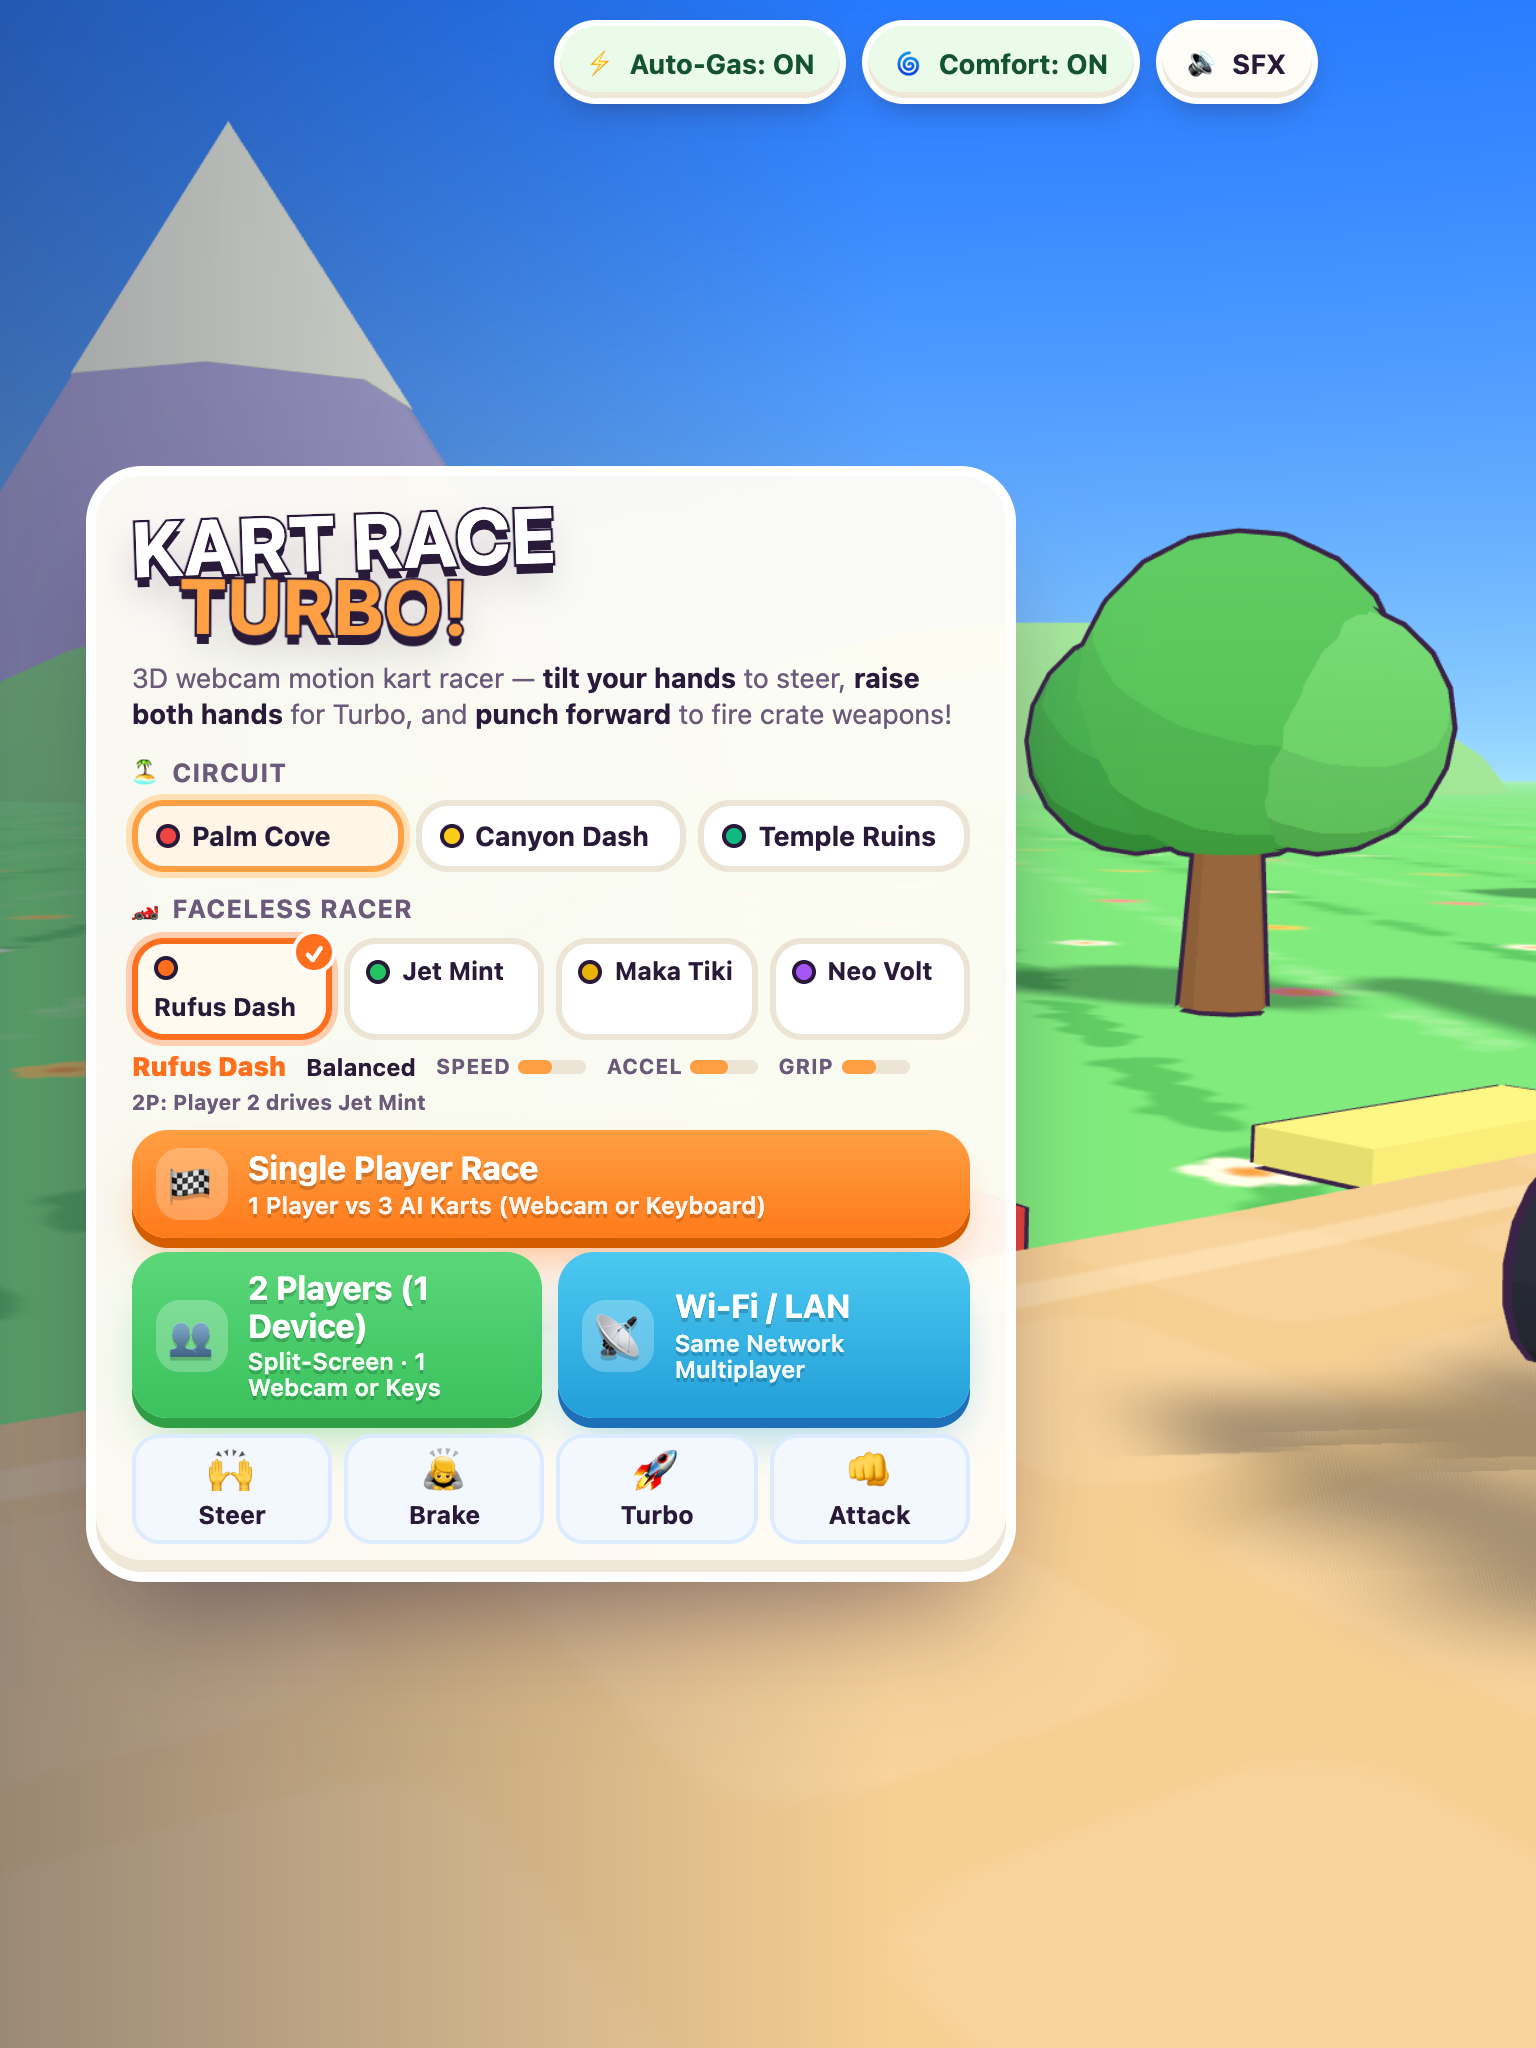 Auto-Gas: ON
Comfort: ON
SFX
KART RACE
TURBO!
3D webcam motion kart racer — tilt your hands to steer, raise
both hands for Turbo, and punch forward to fire crate weapons!
CIRCUIT
Palm Cove
Canyon Dash
Temple Ruins
FACELESS RACER
Rufus Dash
Jet Mint
Maka Tiki
Neo Volt
Rufus Dash Balanced SPEED ACCEL GRIP
2P: Player 2 drives Jet Mint
Single Player Race
1 Player vs 3 AI Karts (Webcam or Keyboard)
2 Players (1
Device)
Split-Screen · 1
Webcam or Keys
Wi-Fi / LAN
Same Network
Multiplayer
Steer
Brake
Turbo
Attack